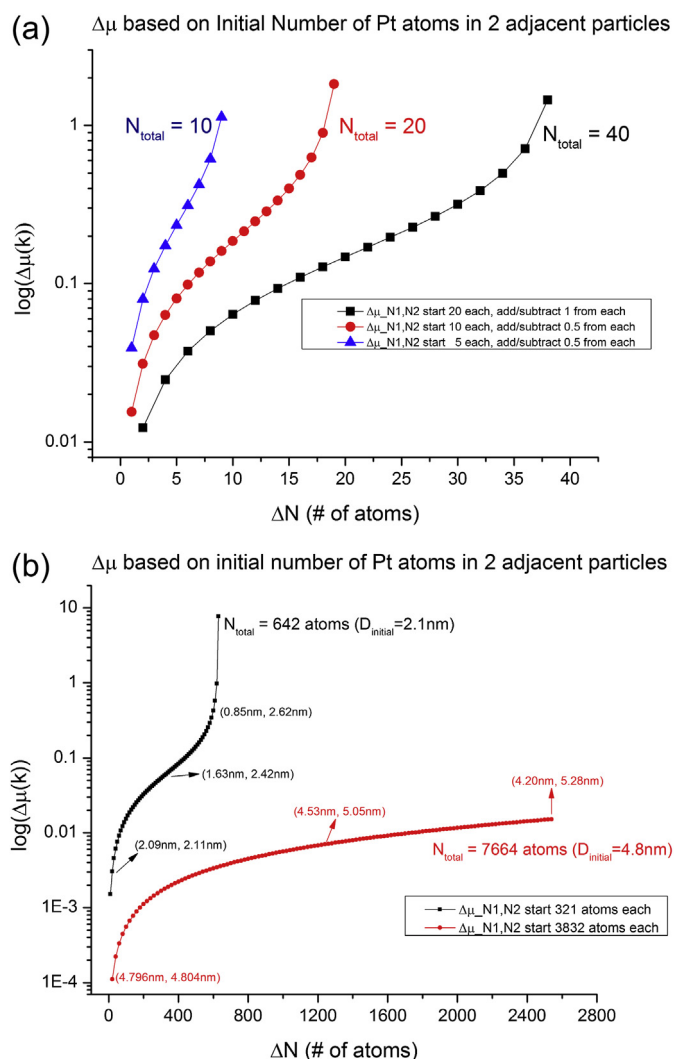 (a)
Δμ based on Initial Number of Pt atoms in 2 adjacent particles
N_total = 10
N_total = 20
N_total = 40
1
0.1
0.01
log(Δμ(k))
Δμ_N1,N2 start 20 each, add/subtract 1 from each
Δμ_N1,N2 start 10 each, add/subtract 0.5 from each
Δμ_N1,N2 start 5 each, add/subtract 0.5 from each
0 5 10 15 20 25 30 35 40
ΔN (# of atoms)
(b)
Δμ based on initial number of Pt atoms in 2 adjacent particles
10
1
0.1
0.01
1E-3
1E-4
log(Δμ(k))
N_total = 642 atoms (D_initial=2.1nm)
(0.85nm, 2.62nm)
(1.63nm, 2.42nm)
(2.09nm, 2.11nm)
(4.20nm, 5.28nm)
(4.53nm, 5.05nm)
N_total = 7664 atoms (D_initial=4.8nm)
Δμ_N1,N2 start 321 atoms each
Δμ_N1,N2 start 3832 atoms each
(4.796nm, 4.804nm)
0 400 800 1200 1600 2000 2400 2800
ΔN (# of atoms)